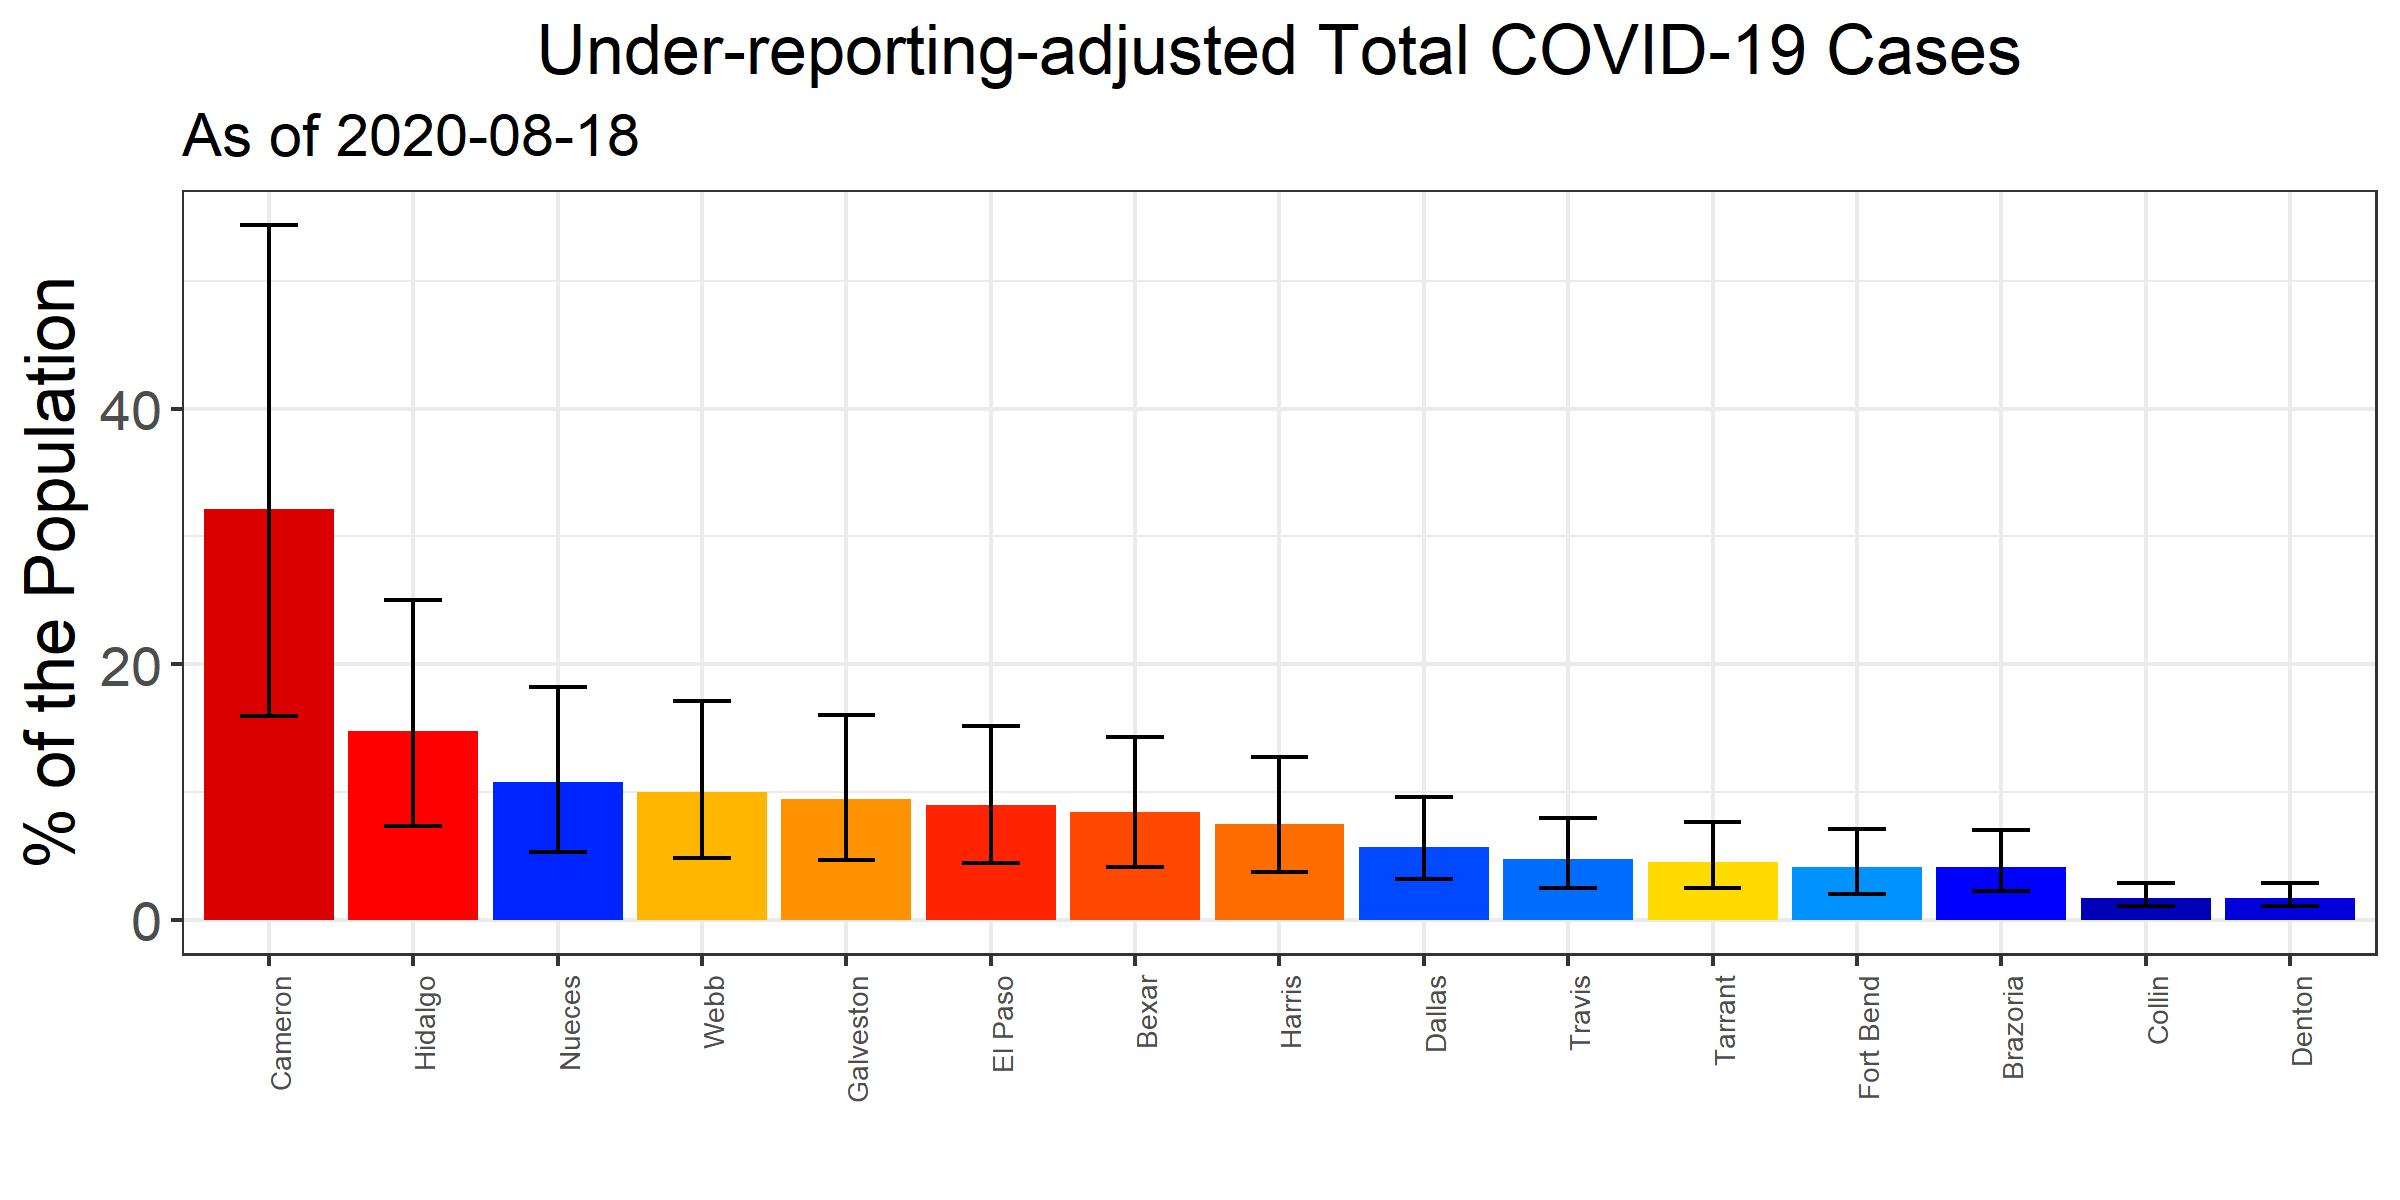 Under-reporting-adjusted Total COVID-19 Cases
As of 2020-08-18
% of the Population
40
20
0
Cameron
Hidalgo
Nueces
Webb
Galveston
El Paso
Bexar
Harris
Dallas
Travis
Tarrant
Fort Bend
Brazoria
Collin
Denton